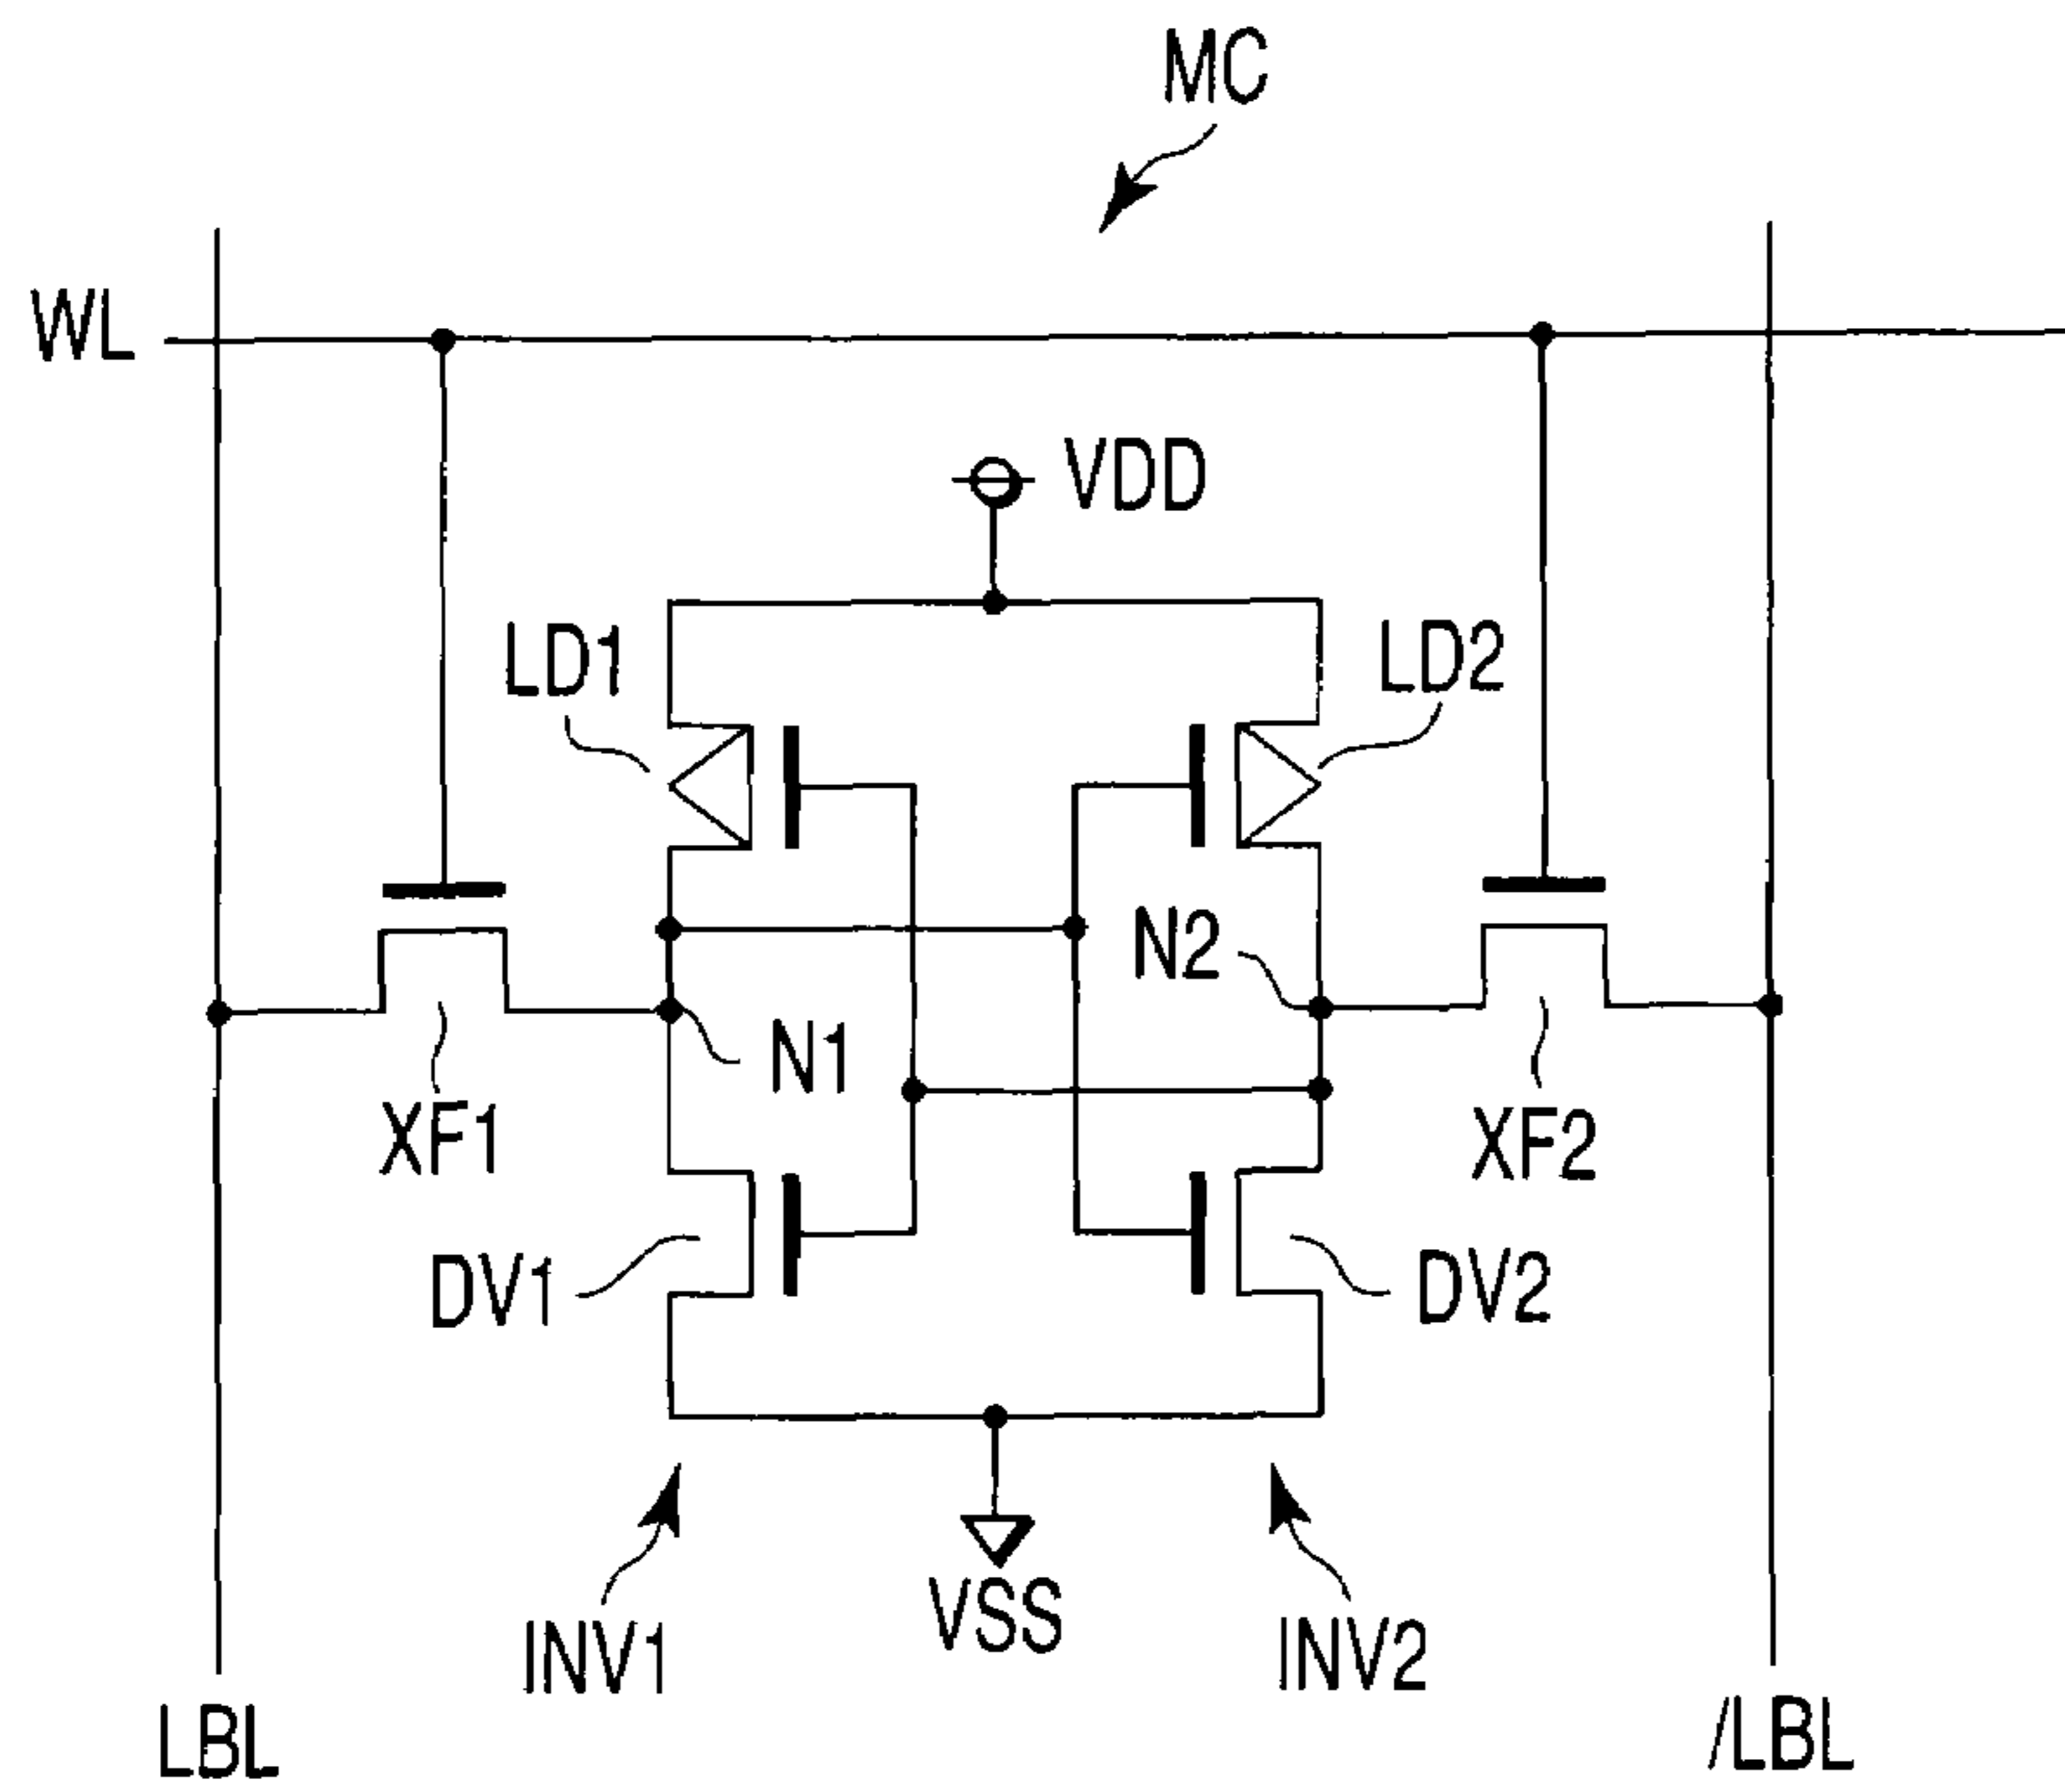 MC
WL
VDD
LD1
LD2
N2
N1
XF1
XF2
DV1
DV2
VSS
INV1
INV2
LBL
/LBL